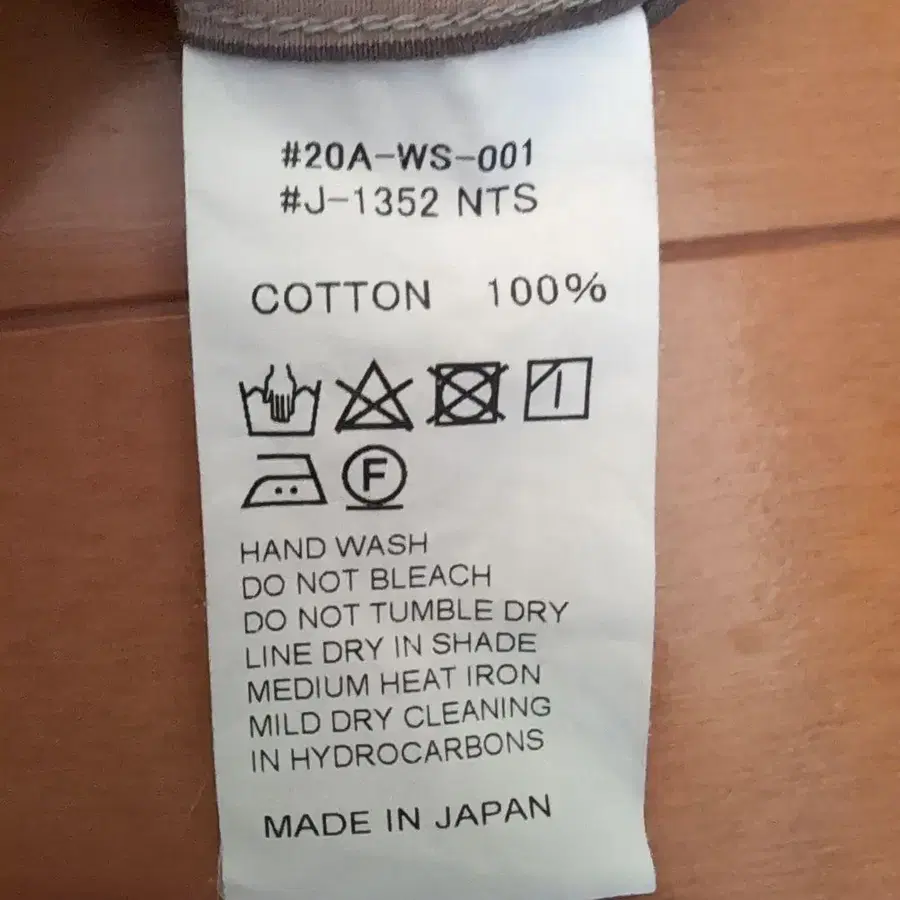 #20A-WS-001
#J-1352 NTS
COTTON 100%
F
HAND WASH
DO NOT BLEACH
DO NOT TUMBLE DRY
LINE DRY IN SHADE
MEDIUM HEAT IRON
MILD DRY CLEANING
IN HYDROCARBONS
MADE IN JAPAN